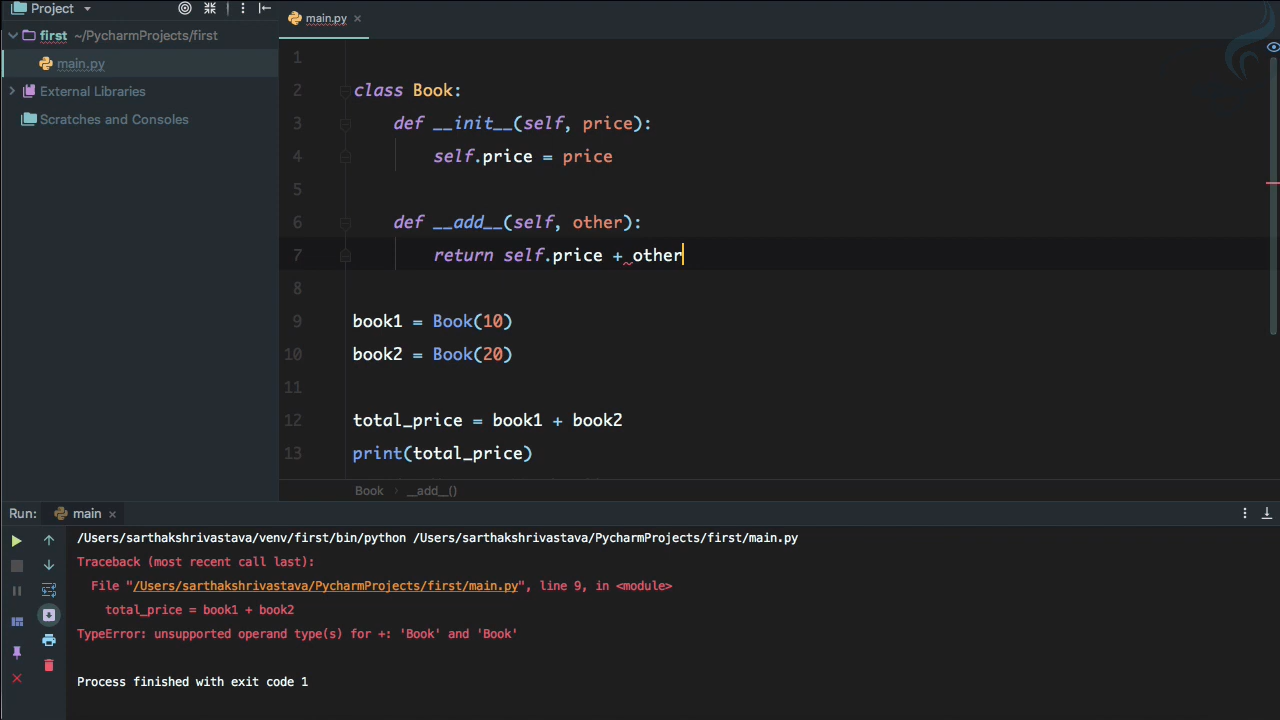 Project
main.py
first ~/PycharmProjects/first
main.py
External Libraries
Scratches and Consoles
1
2 class Book:
3 def __init__(self, price):
4 self.price = price
5
6 def __add__(self, other):
7 return self.price + other
8
9 book1 = Book(10)
10 book2 = Book(20)
11
12 total_price = book1 + book2
13 print(total_price)
Book › __add__()
Run: main
/Users/sarthakshrivastava/venv/first/bin/python /Users/sarthakshrivastava/PycharmProjects/first/main.py
Traceback (most recent call last):
File "/Users/sarthakshrivastava/PycharmProjects/first/main.py", line 9, in <module>
total_price = book1 + book2
TypeError: unsupported operand type(s) for +: 'Book' and 'Book'
Process finished with exit code 1